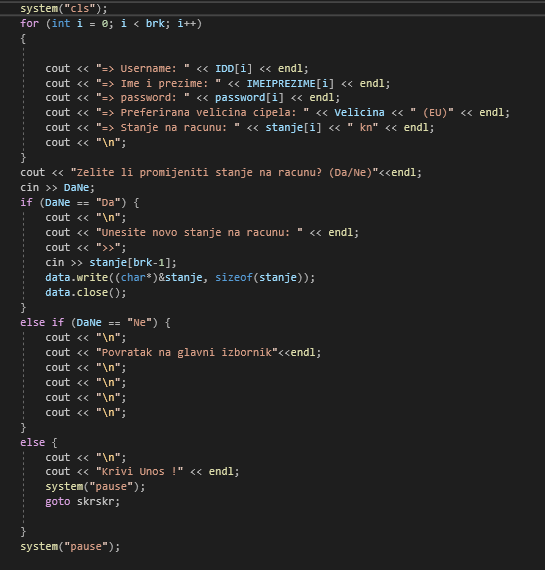 system("cls");
for (int i = 0; i < brk; i++)
{
cout << "=> Username: " << IDD[i] << endl;
cout << "=> Ime i prezime: " << IMEIPREZIME[i] << endl;
cout << "=> password: " << password[i] << endl;
cout << "=> Preferirana velicina cipela: " << Velicina << " (EU)" << endl;
cout << "=> Stanje na racunu: " << stanje[i] << " kn" << endl;
cout << "\n";
}
cout << "Zelite li promijeniti stanje na racunu? (Da/Ne)"<<endl;
cin >> DaNe;
if (DaNe == "Da") {
cout << "\n";
cout << "Unesite novo stanje na racunu: " << endl;
cout << ">>";
cin >> stanje[brk-1];
data.write((char*)&stanje, sizeof(stanje));
data.close();
}
else if (DaNe == "Ne") {
cout << "\n";
cout << "Povratak na glavni izbornik"<<endl;
cout << "\n";
cout << "\n";
cout << "\n";
cout << "\n";
}
else {
cout << "\n";
cout << "Krivi Unos !" << endl;
system("pause");
goto skrskr;
}
system("pause");